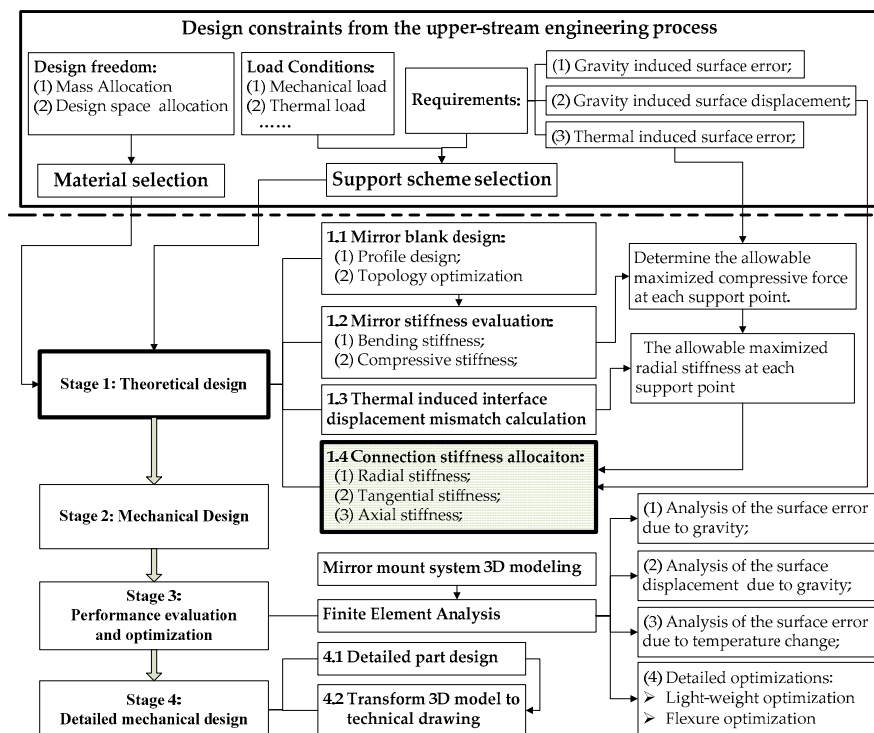 Design constraints from the upper-stream engineering process
Design freedom:
(1) Mass Allocation
(2) Design space allocation
Load Conditions:
(1) Mechanical load
(2) Thermal load
……
Requirements:
(1) Gravity induced surface error;
(2) Gravity induced surface displacement;
(3) Thermal induced surface error;
Material selection
Support scheme selection
1.1 Mirror blank design:
(1) Profile design;
(2) Topology optimization
Determine the allowable
maximized compressive force
at each support point.
1.2 Mirror stiffness evaluation:
(1) Bending stiffness;
(2) Compressive stiffness;
The allowable maximized
radial stiffness at each
support point
Stage 1: Theoretical design
1.3 Thermal induced interface
displacement mismatch calculation
1.4 Connection stiffness allocaiton:
(1) Radial stiffness;
(2) Tangential stiffness;
(3) Axial stiffness;
Stage 2: Mechanical Design
(1) Analysis of the surface error
due to gravity;
Mirror mount system 3D modeling
(2) Analysis of the surface
displacement due to gravity;
Stage 3:
Performance evaluation
and optimization
Finite Element Analysis
(3) Analysis of the surface error
due to temperature change;
4.1 Detailed part design
(4) Detailed optimizations:
➢ Light-weight optimization
➢ Flexure optimization
Stage 4:
Detailed mechanical design
4.2 Transform 3D model to
technical drawing